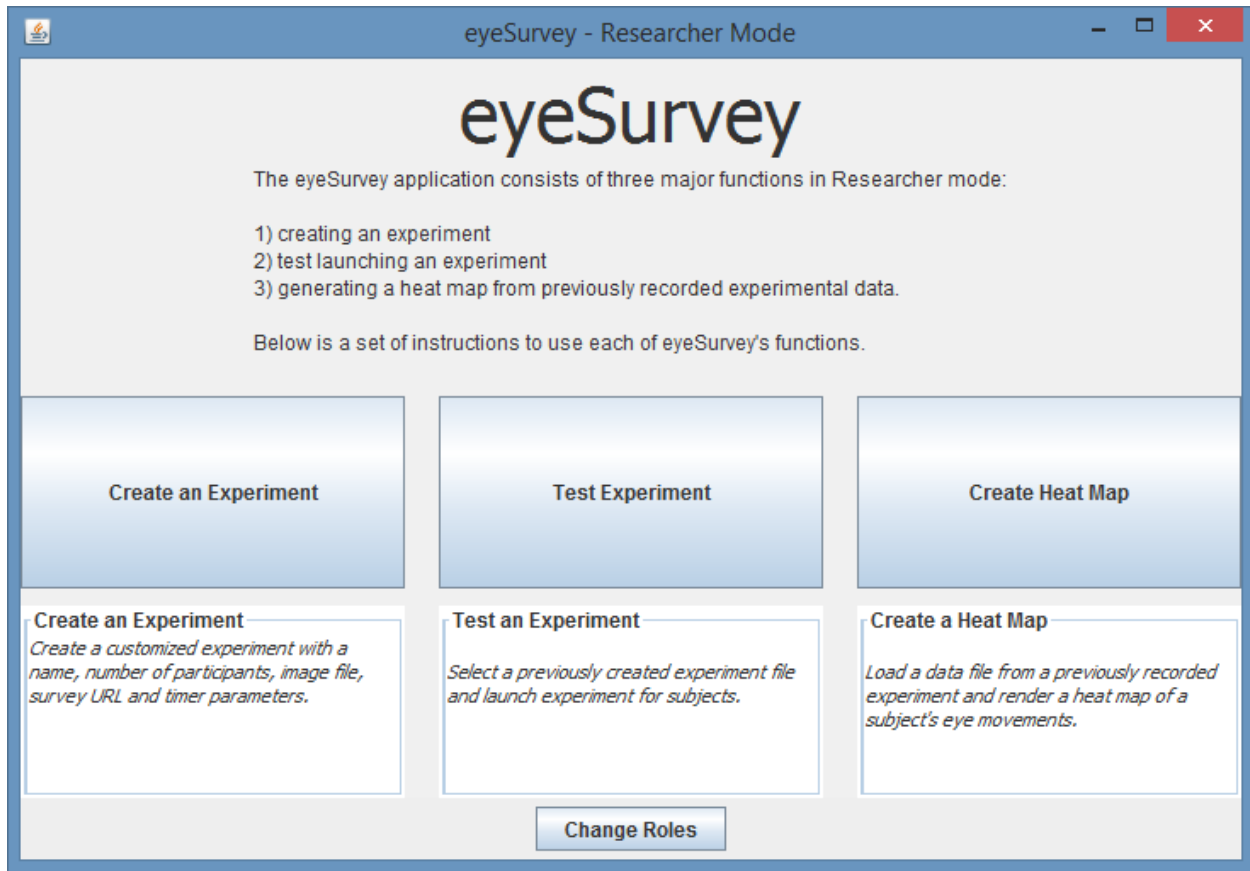 eyeSurvey - Researcher Mode
eyeSurvey
The eyeSurvey application consists of three major functions in Researcher mode:
1) creating an experiment
2) test launching an experiment
3) generating a heat map from previously recorded experimental data.
Below is a set of instructions to use each of eyeSurvey's functions.
Create an Experiment
Test Experiment
Create Heat Map
Create an Experiment
Create a customized experiment with a
name, number of participants, image file,
survey URL and timer parameters.
Test an Experiment
Select a previously created experiment file
and launch experiment for subjects.
Create a Heat Map
Load a data file from a previously recorded
experiment and render a heat map of a
subject's eye movements.
Change Roles